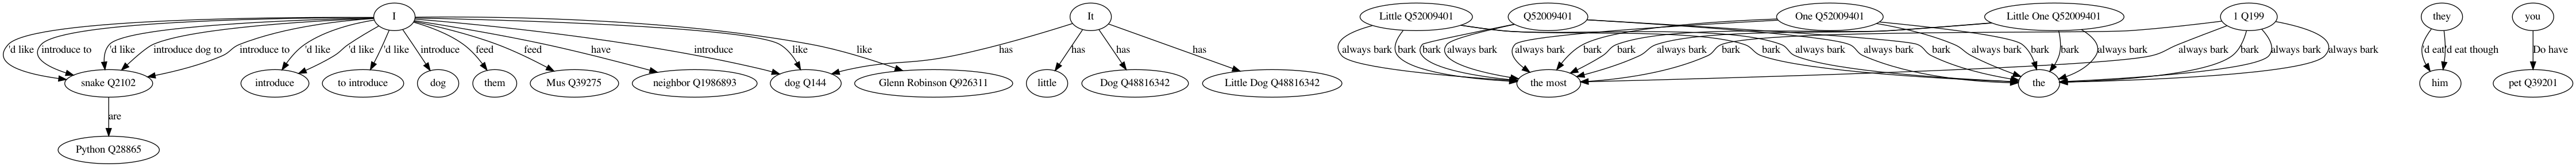 I
It
Little Q52009401
Q52009401
One Q52009401
Little One Q52009401
1 Q199
they
you
'd like
introduce to
'd like
introduce dog to
introduce to
'd like
'd like
'd like
introduce
feed
feed
have
introduce
like
like
has
has
has
has
always bark
bark
bark
always bark
always bark
bark
always bark
bark
bark
always bark
always bark
bark
always bark
bark
bark
always bark
always bark
bark
always bark
always bark
'd eat
'd eat though
Do have
snake Q2102
introduce
to introduce
dog
them
Mus Q39275
neighbor Q1986893
dog Q144
Glenn Robinson Q926311
little
Dog Q48816342
Little Dog Q48816342
the most
the
him
pet Q39201
are
Python Q28865